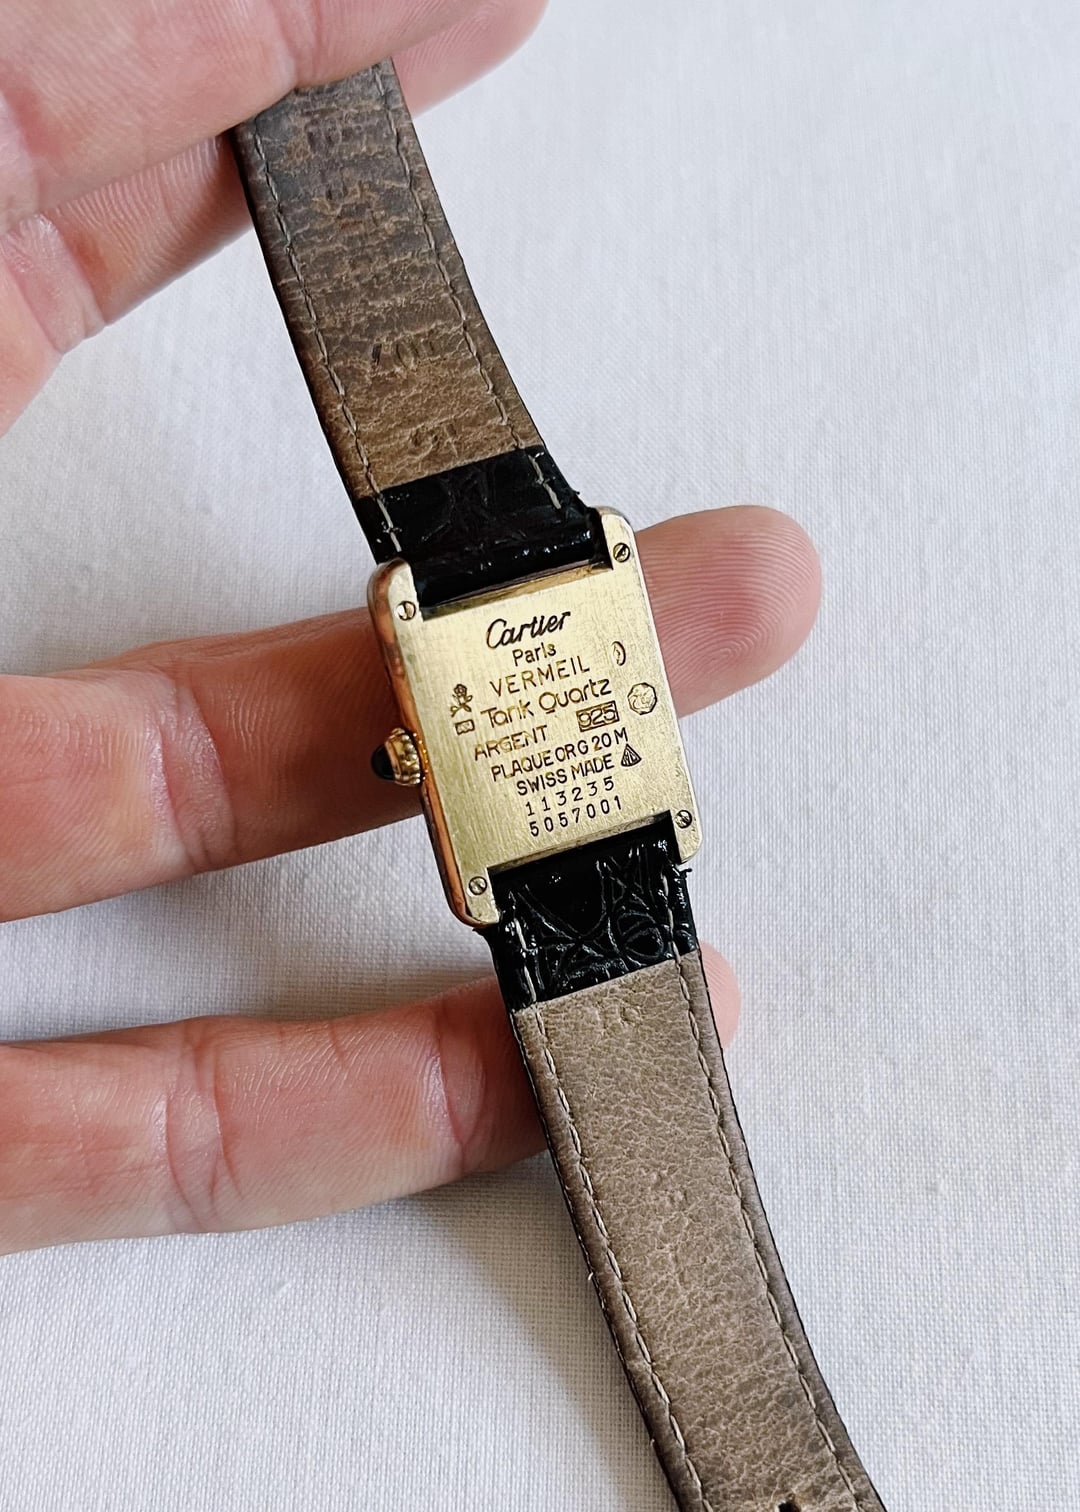 Cartier
Paris
VERMEIL
Tank Quartz
ARGENT 925
PLAQUE OR G 20 M
SWISS MADE
113235
5057001